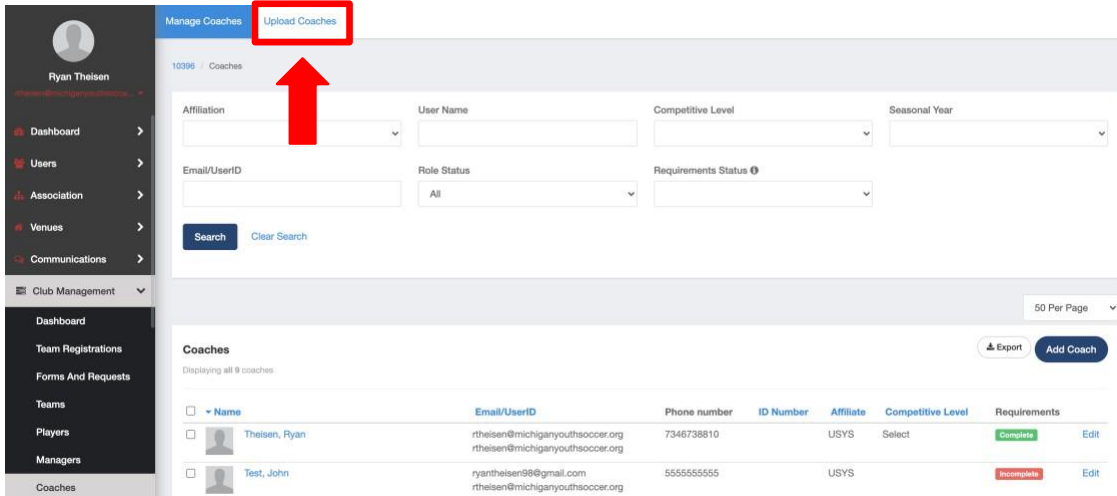 Manage Coaches Upload Coaches
Ryan Theisen
10396 / Coaches
Dashboard
Users
Association
Venues
Communications
Club Management
Dashboard
Team Registrations
Forms And Requests
Teams
Players
Managers
Coaches
Affiliation User Name Competitive Level Seasonal Year
Email/UserID Role Status Requirements Status
All
Search Clear Search
50 Per Page
Coaches
Export Add Coach
Displaying all 9 coaches
Name Email/UserID Phone number ID Number Affiliate Competitive Level Requirements
Theisen, Ryan rtheisen@michiganyouthsoccer.org 7346738810 USYS Select Complete Edit
rtheisen@michiganyouthsoccer.org
Test, John ryantheisen98@gmail.com 5555555555 USYS Incomplete Edit
rtheisen@michiganyouthsoccer.org